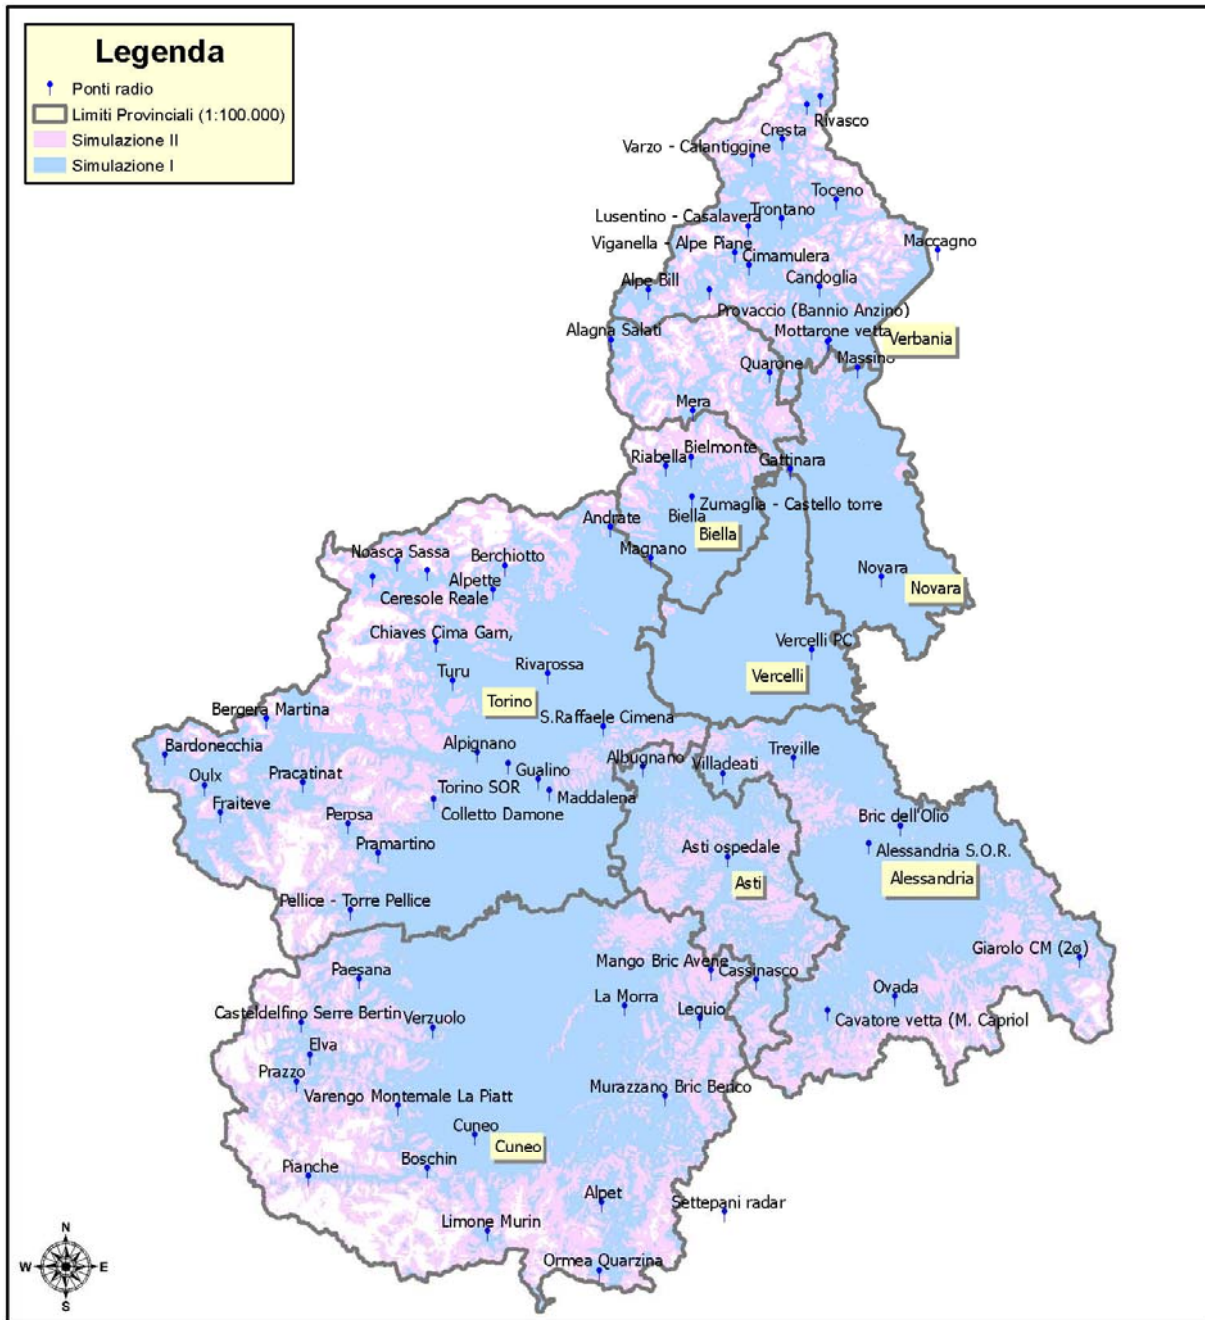 Legenda
Ponti radio
Limiti Provinciali (1:100.000)
Simulazione II
Simulazione I
Rivasco
Cresta
Varzo - Calantiggine
Toceno
Trontano
Lusentino - Casalavera
Viganella - Alpe Piane
Maccagno
Cimamulera
Candoglia
Alpe Bill
Provaccio (Bannio Anzino)
Alagna Salati
Mottarone vetta
Verbania
Massino
Quarone
Mera
Bielmonte
Riabella
Gattinara
Zumaglia - Castello torre
Biella
Andrate
Biella
Magnano
Noasca Sassa
Berchiotto
Alpette
Ceresole Reale
Novara
Novara
Chiaves Cima Gam,
Vercelli PC
Turu
Rivarossa
Vercelli
Torino
Bergera Martina
S.Raffaele Cimena
Bardonecchia
Alpignano
Albugnano
Villadeati
Treville
Oulx
Pracatinat
Gualino
Torino SOR
Maddalena
Fraiteve
Perosa
Colletto Damone
Bric dell'Olio
Pramartino
Asti ospedale
Alessandria S.O.R.
Asti
Alessandria
Pellice - Torre Pellice
Giarolo CM (2ø)
Paesana
Mango Bric Avene
Cassinasco
La Morra
Ovada
Casteldelfino Serre Bertin
Verzuolo
Leguio
Cavatore vetta (M. Capriol
Elva
Prazzo
Varengo Montemale La Piatt
Murazzano Bric Berico
Cuneo
Cuneo
Pianche
Boschin
Alpet
Settepani radar
Limone Murin
Ormea Quarzina
N
W
E
S